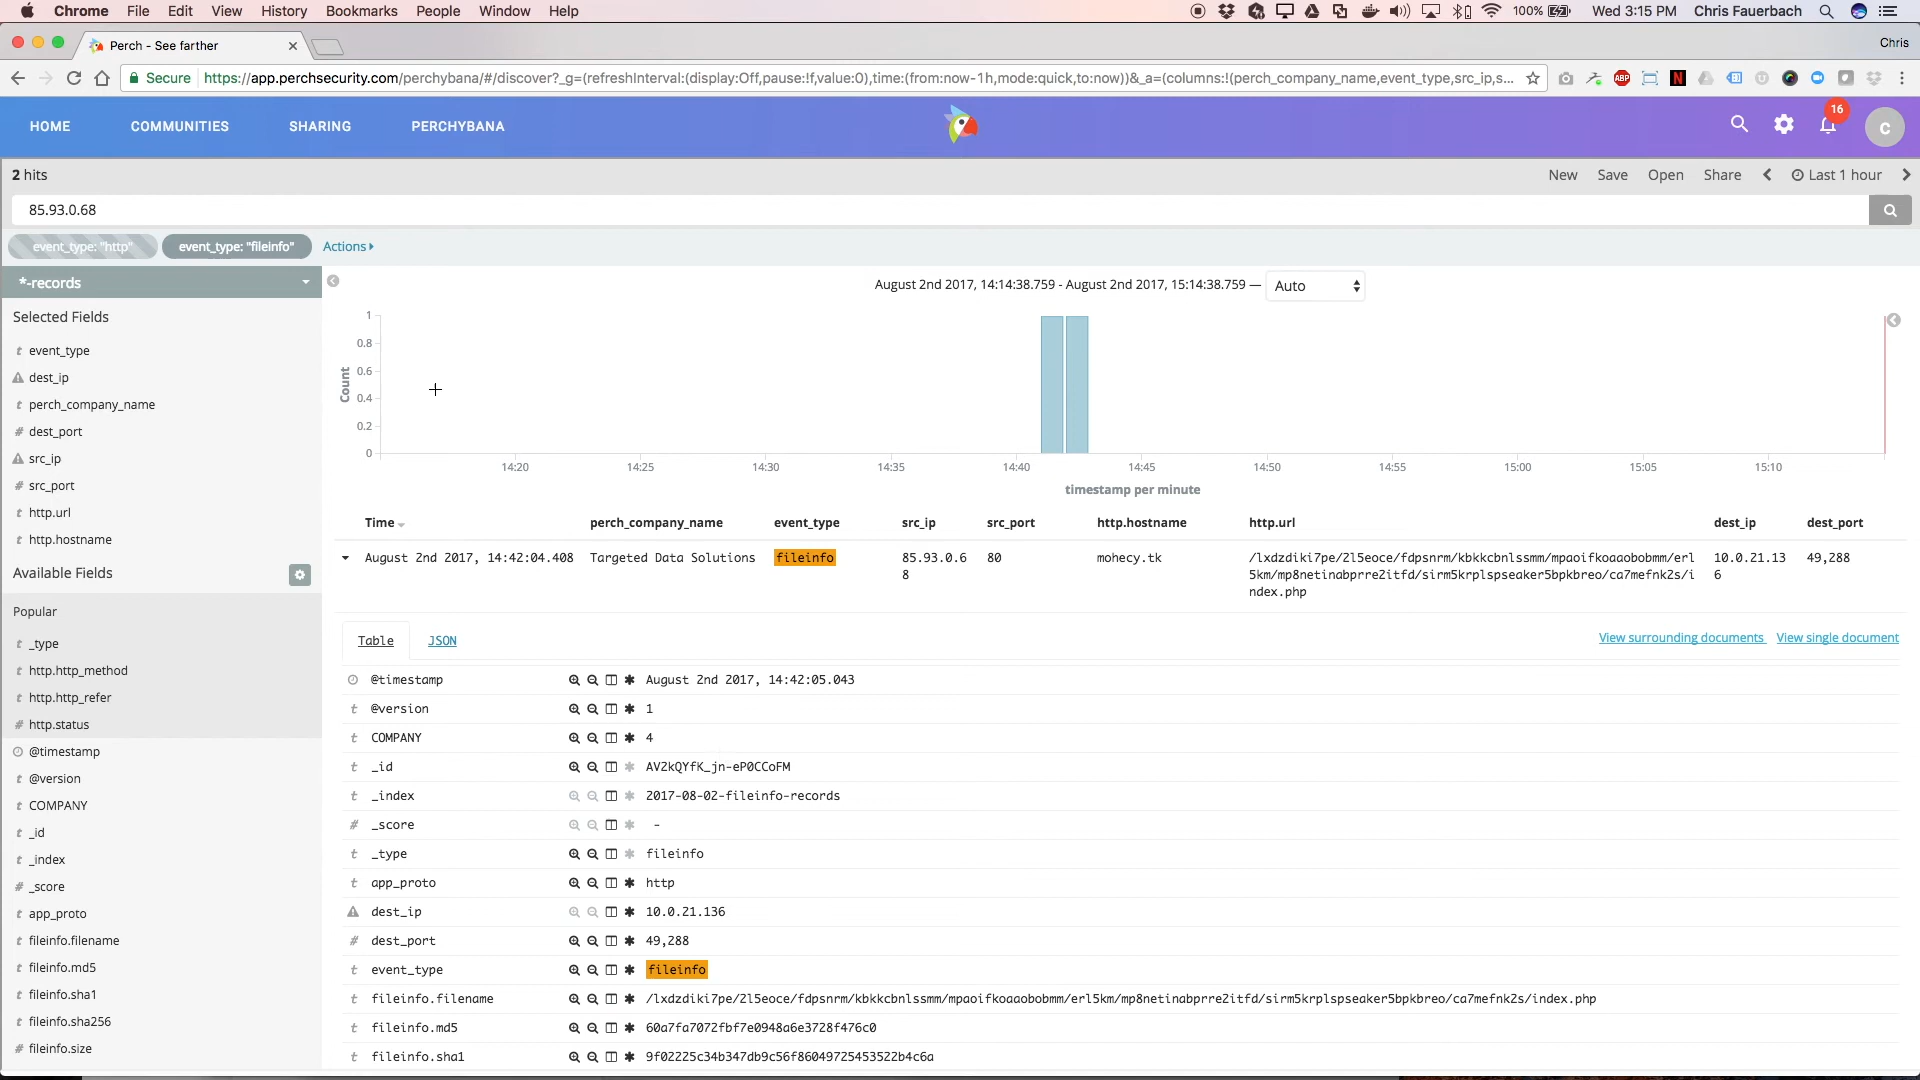 Chrome File Edit View History Bookmarks People Window Help 100% Wed 3:15 PM Chris Fauerbach
Perch - See farther Chris
Secure https://app.perchsecurity.com/perchybana/#/discover?_g=(refreshInterval:(display:Off,pause:!f,value:0),time:(from:now-1h,mode:quick,to:now))&_a=(columns:!(perch_company_name,event_type,src_ip,s... ABP N
HOME COMMUNITIES SHARING PERCHYBANA 16 C
2 hits New Save Open Share Last 1 hour
85.93.0.68
event_type: "http" event_type: "fileinfo" Actions
*-records
Selected Fields
t event_type
dest_ip
t perch_company_name
# dest_port
src_ip
# src_port
t http.url
t http.hostname
Available Fields
Popular
t _type
t http.http_method
t http.http_refer
# http.status
@timestamp
t @version
t COMPANY
t _id
t _index
# _score
t app_proto
t fileinfo.filename
t fileinfo.md5
t fileinfo.sha1
t fileinfo.sha256
# fileinfo.size
August 2nd 2017, 14:14:38.759 - August 2nd 2017, 15:14:38.759 — Auto
Count
1
0.8
0.6
0.4
0.2
0
14:20 14:25 14:30 14:35 14:40 14:45 14:50 14:55 15:00 15:05 15:10
timestamp per minute
Time perch_company_name event_type src_ip src_port http.hostname http.url dest_ip dest_port
August 2nd 2017, 14:42:04.408 Targeted Data Solutions fileinfo 85.93.0.6 80 mohecy.tk /lxdzdiki7pe/2l5eoce/fdpsnrm/kbkkcbnlssmm/mpaoifkoaaobobmm/erl 10.0.21.13 49,288
8 5km/mp8netinabprre2itfd/sirm5krplspseaker5bpkbreo/ca7mefnk2s/i 6
ndex.php
Table JSON View surrounding documents View single document
@timestamp August 2nd 2017, 14:42:05.043
t @version 1
t COMPANY 4
t _id AV2kQYfK_jn-eP0CCoFM
t _index 2017-08-02-fileinfo-records
# _score -
t _type fileinfo
t app_proto http
dest_ip 10.0.21.136
# dest_port 49,288
t event_type fileinfo
t fileinfo.filename /lxdzdiki7pe/2l5eoce/fdpsnrm/kbkkcbnlssmm/mpaoifkoaaobobmm/erl5km/mp8netinabprre2itfd/sirm5krplspseaker5bpkbreo/ca7mefnk2s/index.php
t fileinfo.md5 60a7fa7072fbf7e0948a6e3728f476c0
t fileinfo.sha1 9f02225c34b347db9c56f86049725453522b4c6a